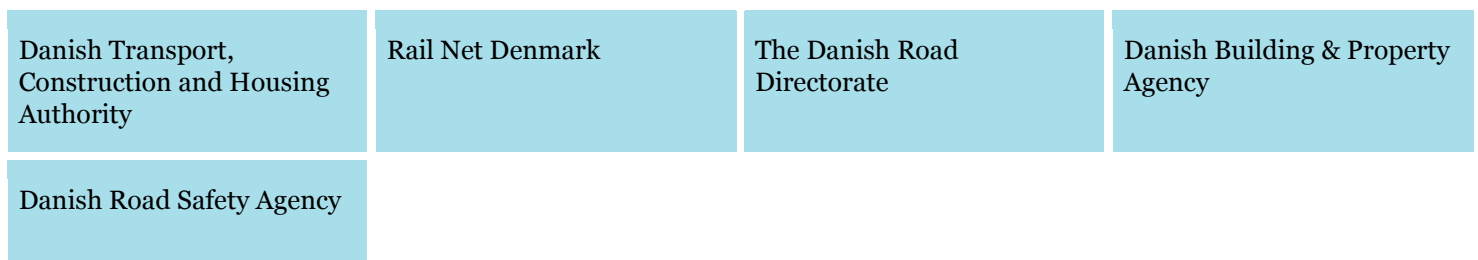 Danish Transport,
Construction and Housing
Authority
Rail Net Denmark
The Danish Road
Directorate
Danish Building & Property
Agency
Danish Road Safety Agency